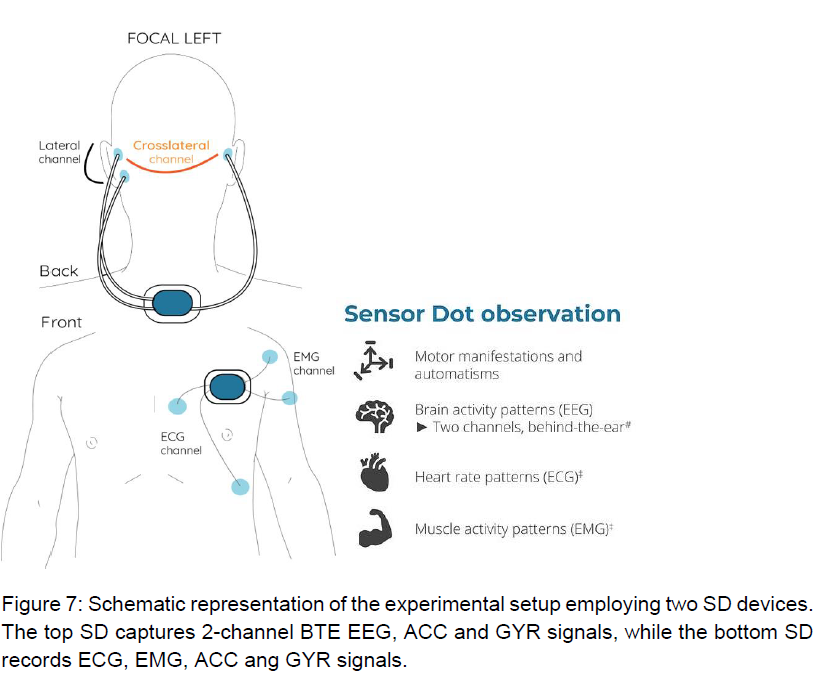 FOCAL LEFT
Lateral
channel
Crosslateral
channel
Back
Front
EMG
channel
ECG
channel
Sensor Dot observation
Motor manifestations and
automatisms
Brain activity patterns (EEG)
▶ Two channels, behind-the-ear#
Heart rate patterns (ECG)‡
Muscle activity patterns (EMG)‡
Figure 7: Schematic representation of the experimental setup employing two SD devices.
The top SD captures 2-channel BTE EEG, ACC and GYR signals, while the bottom SD
records ECG, EMG, ACC ang GYR signals.